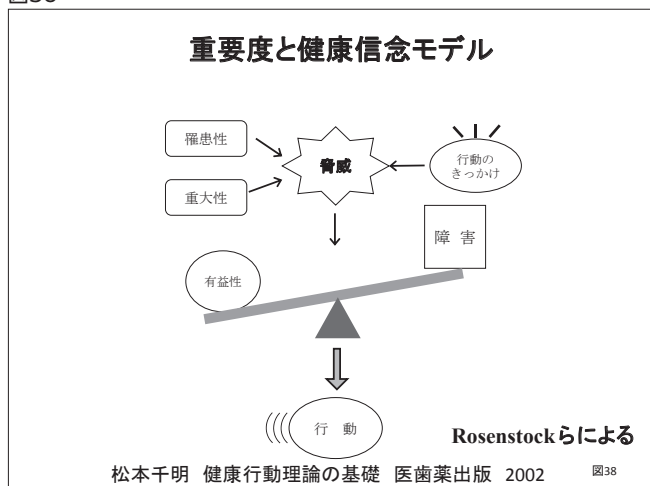 重要度と健康信念モデル
罹患性
脅威
行動の
きっかけ
重大性
障 害
有益性
行 動
Rosenstockらによる
松本千明 健康行動理論の基礎 医歯薬出版 2002
図38